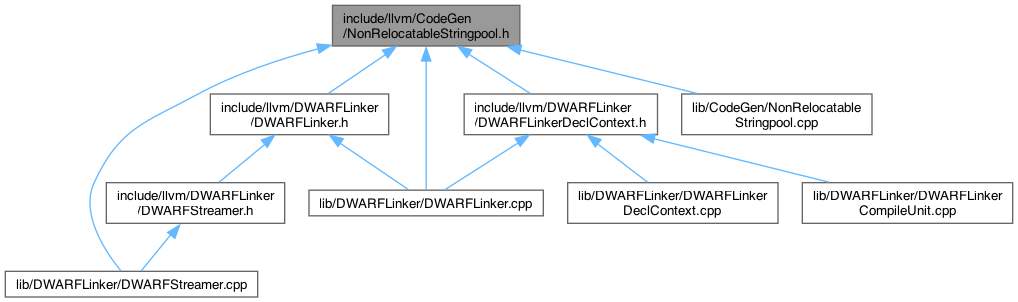 include/llvm/CodeGen
/NonRelocatableStringpool.h
include/llvm/DWARFLinker
/DWARFLinker.h
include/llvm/DWARFLinker
/DWARFLinkerDeclContext.h
lib/CodeGen/NonRelocatable
Stringpool.cpp
include/llvm/DWARFLinker
/DWARFStreamer.h
lib/DWARFLinker/DWARFLinker.cpp
lib/DWARFLinker/DWARFLinker
DeclContext.cpp
lib/DWARFLinker/DWARFLinker
CompileUnit.cpp
lib/DWARFLinker/DWARFStreamer.cpp